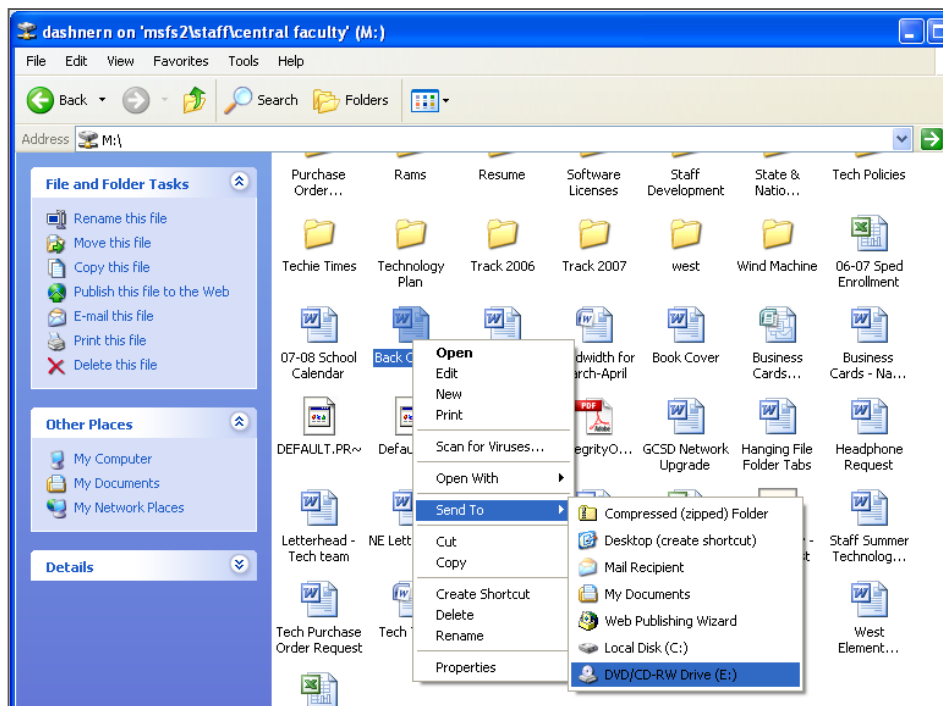 dashnern on 'msfs2\staff\central faculty' (M:)
File Edit View Favorites Tools Help
Back Search Folders
Address M:\
File and Folder Tasks
Rename this file
Move this file
Copy this file
Publish this file to the Web
E-mail this file
Print this file
Delete this file
Other Places
My Computer
My Documents
My Network Places
Details
Purchase
Order...
Rams
Resume
Software
Licenses
Staff
Development
State &
Natio...
Tech Policies
Techie Times
Technology
Plan
Track 2006
Track 2007
west
Wind Machine
06-07 Sped
Enrollment
07-08 School
Calendar
Back
dwidth for
rch-April
Book Cover
Business
Cards...
Business
Cards - Na...
DEFAULT.PR~
Defau
egrityO...
GCSD Network
Upgrade
Hanging File
Folder Tabs
Headphone
Request
Letterhead -
Tech team
NE Lett
Staff Summer
Technolog...
Tech Purchase
Order Request
Tech
West
Element...
Open
Edit
New
Print
Scan for Viruses...
Open With
Send To
Cut
Copy
Create Shortcut
Delete
Rename
Properties
Compressed (zipped) Folder
Desktop (create shortcut)
Mail Recipient
My Documents
Web Publishing Wizard
Local Disk (C:)
DVD/CD-RW Drive (E:)